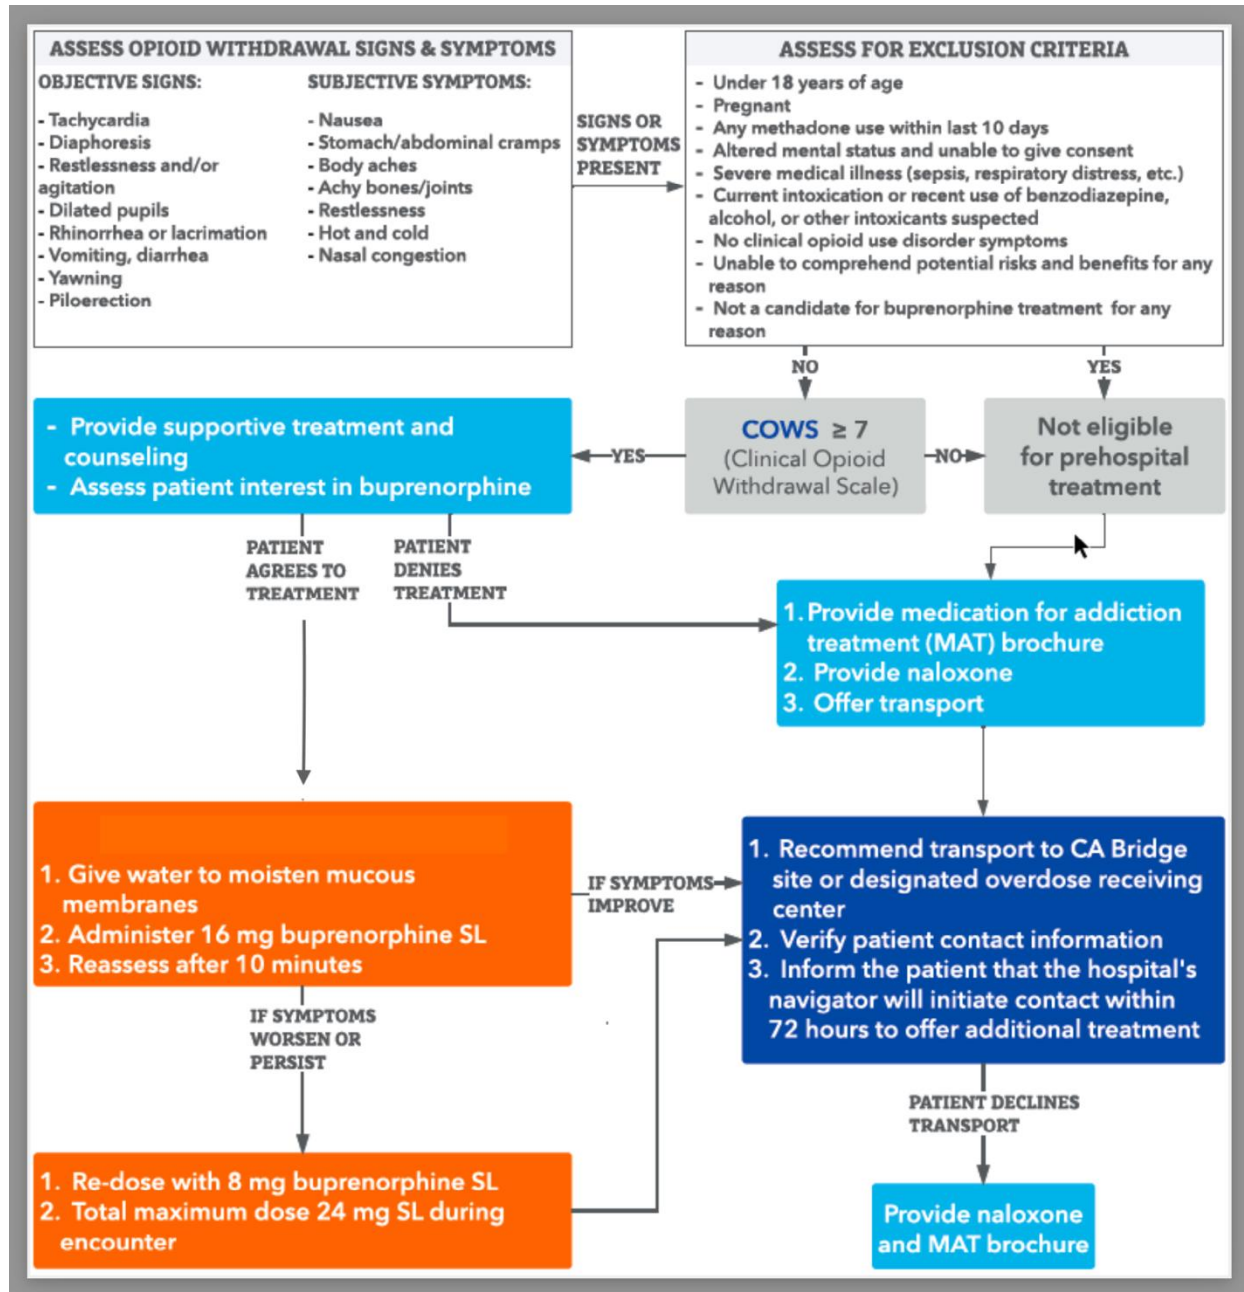 ASSESS OPIOID WITHDRAWAL SIGNS & SYMPTOMS
OBJECTIVE SIGNS:
- Tachycardia
- Diaphoresis
- Restlessness and/or
agitation
- Dilated pupils
- Rhinorrhea or lacrimation
- Vomiting, diarrhea
- Yawning
- Piloerection
SUBJECTIVE SYMPTOMS:
- Nausea
- Stomach/abdominal cramps
- Body aches
- Achy bones/joints
- Restlessness
- Hot and cold
- Nasal congestion
SIGNS OR
SYMPTOMS
PRESENT
ASSESS FOR EXCLUSION CRITERIA
- Under 18 years of age
- Pregnant
- Any methadone use within last 10 days
- Altered mental status and unable to give consent
- Severe medical illness (sepsis, respiratory distress, etc.)
- Current intoxication or recent use of benzodiazepine,
alcohol, or other intoxicants suspected
- No clinical opioid use disorder symptoms
- Unable to comprehend potential risks and benefits for any
reason
- Not a candidate for buprenorphine treatment for any
reason
NO
YES
COWS ≥ 7
(Clinical Opioid
Withdrawal Scale)
NO
Not eligible
for prehospital
treatment
YES
- Provide supportive treatment and
counseling
- Assess patient interest in buprenorphine
PATIENT
AGREES TO
TREATMENT
PATIENT
DENIES
TREATMENT
1. Provide medication for addiction
treatment (MAT) brochure
2. Provide naloxone
3. Offer transport
1. Give water to moisten mucous
membranes
2. Administer 16 mg buprenorphine SL
3. Reassess after 10 minutes
IF SYMPTOMS
IMPROVE
1. Recommend transport to CA Bridge
site or designated overdose receiving
center
2. Verify patient contact information
3. Inform the patient that the hospital's
navigator will initiate contact within
72 hours to offer additional treatment
IF SYMPTOMS
WORSEN OR
PERSIST
PATIENT DECLINES
TRANSPORT
1. Re-dose with 8 mg buprenorphine SL
2. Total maximum dose 24 mg SL during
encounter
Provide naloxone
and MAT brochure